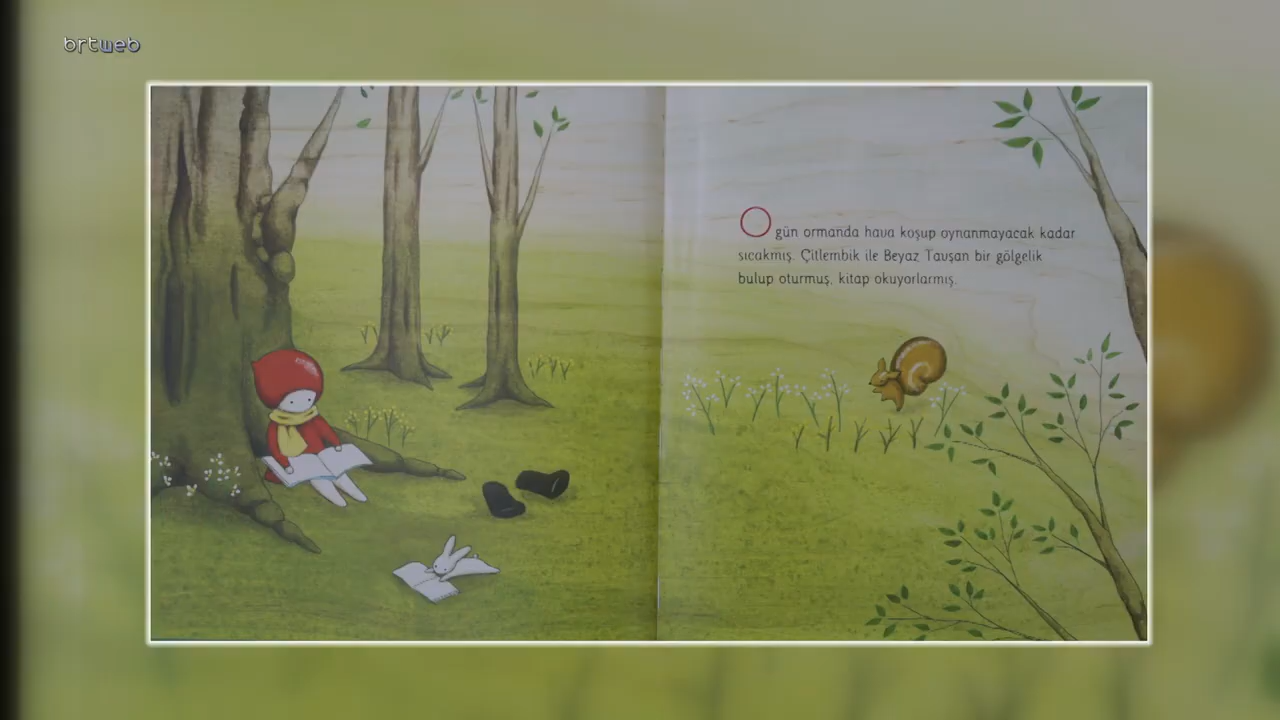 brtweb
O gün ormanda hava koşup oynanmayacak kadar
sıcakmış. Çitlembik ile Beyaz Tavşan bir gölgelik
bulup oturmuş, kitap okuyorlarmış.